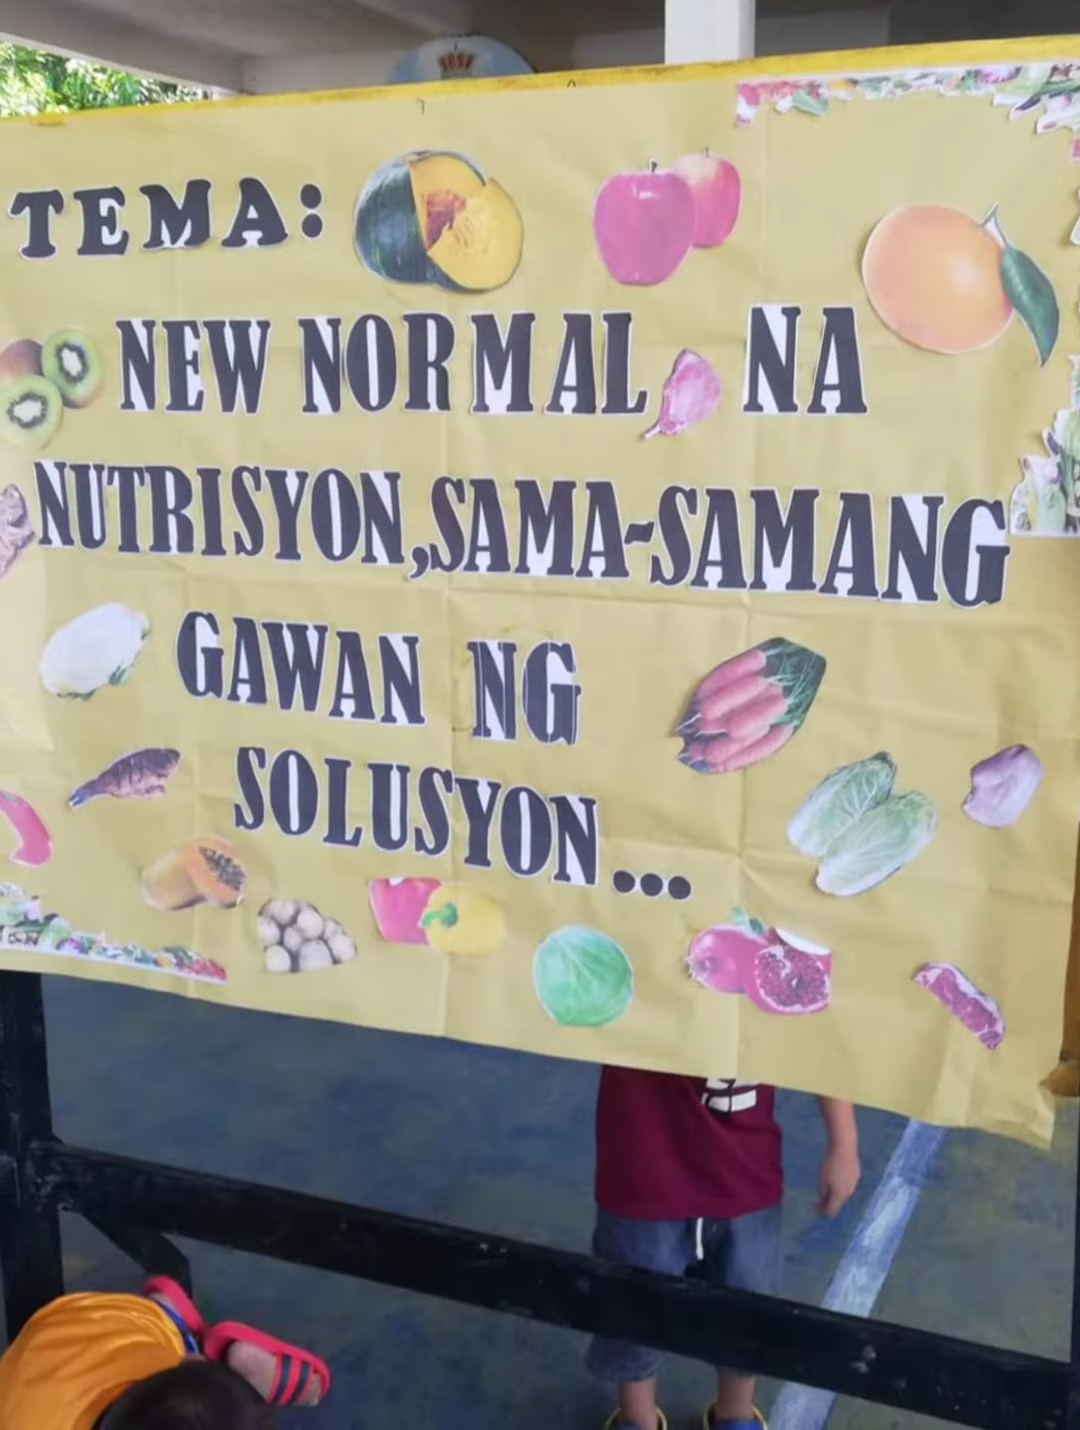 TEMA:
NEW NORMAL NA
NUTRISYON,SAMA-SAMANG
GAWAN NG
SOLUSYON...